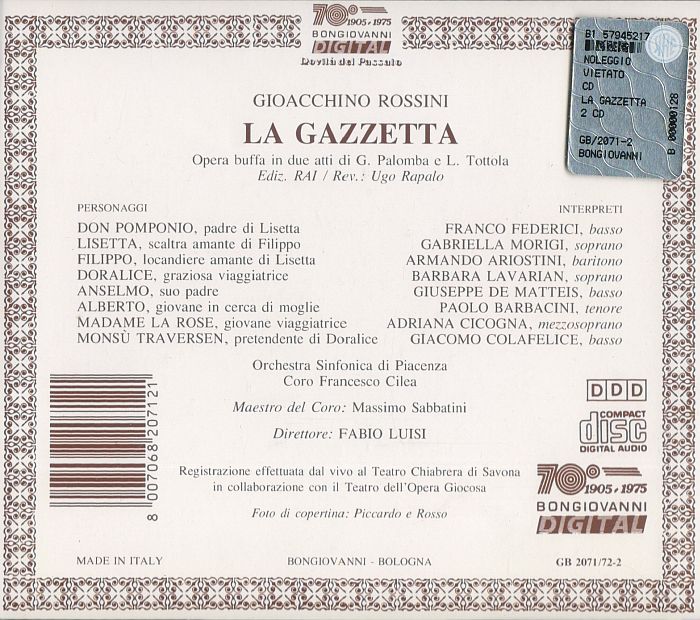 70°
1905-1975
BONGIOVANNI
DIGITAL
Novità del Passato
B1 57945217
NOLEGGIO
VIETATO
CD
LA GAZZETTA
2 CD
GB/2071-2
BONGIOVANNI
B 00000128
GIOACCHINO ROSSINI
LA GAZZETTA
Opera buffa in due atti di G. Palomba e L. Tottola
Ediz. RAI / Rev.: Ugo Rapalo
PERSONAGGI INTERPRETI
DON POMPONIO, padre di Lisetta FRANCO FEDERICI, basso
LISETTA, scaltra amante di Filippo GABRIELLA MORIGI, soprano
FILIPPO, locandiere amante di Lisetta ARMANDO ARIOSTINI, baritono
DORALICE, graziosa viaggiatrice BARBARA LAVARIAN, soprano
ANSELMO, suo padre GIUSEPPE DE MATTEIS, basso
ALBERTO, giovane in cerca di moglie PAOLO BARBACINI, tenore
MADAME LA ROSE, giovane viaggiatrice ADRIANA CICOGNA, mezzosoprano
MONSÙ TRAVERSEN, pretendente di Doralice GIACOMO COLAFELICE, basso
Orchestra Sinfonica di Piacenza
Coro Francesco Cilea
Maestro del Coro: Massimo Sabbatini
Direttore: FABIO LUISI
Registrazione effettuata dal vivo al Teatro Chiabrera di Savona
in collaborazione con il Teatro dell'Opera Giocosa
Foto di copertina: Piccardo e Rosso
8 007068 207121
DDD
COMPACT
disc
DIGITAL AUDIO
70°
1905-1975
BONGIOVANNI
DIGITAL
MADE IN ITALY BONGIOVANNI - BOLOGNA GB 2071/72-2